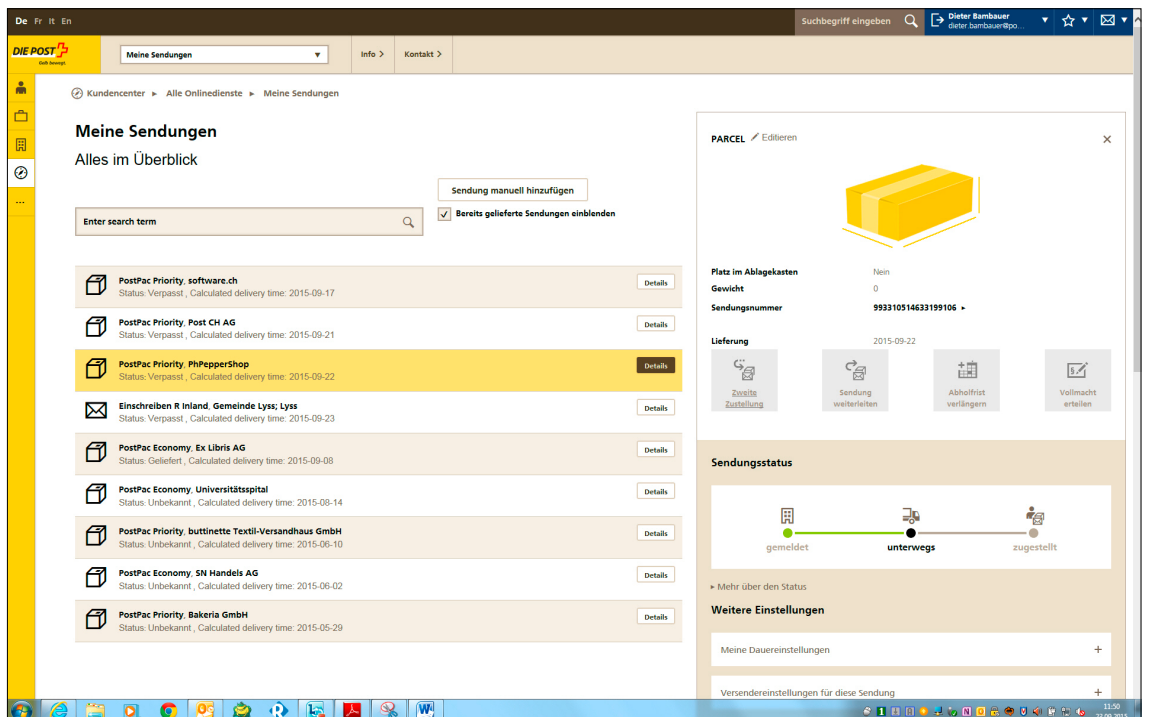 De Fr It En
Suchbegriff eingeben
Dieter Bambauer
dieter.bambauer@po...
DIE POST
Gelb bewegt.
Meine Sendungen
Info >
Kontakt >
Kundencenter ▸ Alle Onlinedienste ▸ Meine Sendungen
Meine Sendungen
Alles im Überblick
Sendung manuell hinzufügen
Enter search term
Bereits gelieferte Sendungen einblenden
PostPac Priority, software.ch
Status: Verpasst , Calculated delivery time: 2015-09-17
Details
PostPac Priority, Post CH AG
Status: Verpasst , Calculated delivery time: 2015-09-21
Details
PostPac Priority, PhPepperShop
Status: Verpasst , Calculated delivery time: 2015-09-22
Details
Einschreiben R Inland, Gemeinde Lyss; Lyss
Status: Verpasst , Calculated delivery time: 2015-09-23
Details
PostPac Economy, Ex Libris AG
Status: Geliefert , Calculated delivery time: 2015-09-08
Details
PostPac Economy, Universitätsspital
Status: Unbekannt , Calculated delivery time: 2015-08-14
Details
PostPac Priority, buttinette Textil-Versandhaus GmbH
Status: Unbekannt , Calculated delivery time: 2015-06-10
Details
PostPac Economy, SN Handels AG
Status: Unbekannt , Calculated delivery time: 2015-06-02
Details
PostPac Priority, Bakeria GmbH
Status: Unbekannt , Calculated delivery time: 2015-05-29
Details
PARCEL Editieren
Platz im Ablagekasten Nein
Gewicht 0
Sendungsnummer 993310514633199106 ▸
Lieferung 2015-09-22
Zweite
Zustellung
Sendung
weiterleiten
Abholfrist
verlängern
Vollmacht
erteilen
Sendungsstatus
gemeldet
unterwegs
zugestellt
▸ Mehr über den Status
Weitere Einstellungen
Meine Dauereinstellungen +
Versendereinstellungen für diese Sendung +
11:50
23.09.2015